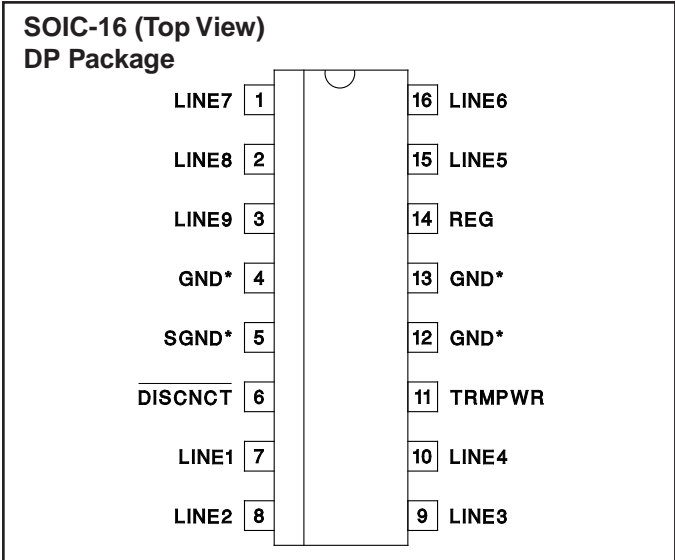 SOIC-16 (Top View)
DP Package
LINE7 1 16 LINE6
LINE8 2 15 LINE5
LINE9 3 14 REG
GND* 4 13 GND*
SGND* 5 12 GND*
DISCNCT 6 11 TRMPWR
LINE1 7 10 LINE4
LINE2 8 9 LINE3